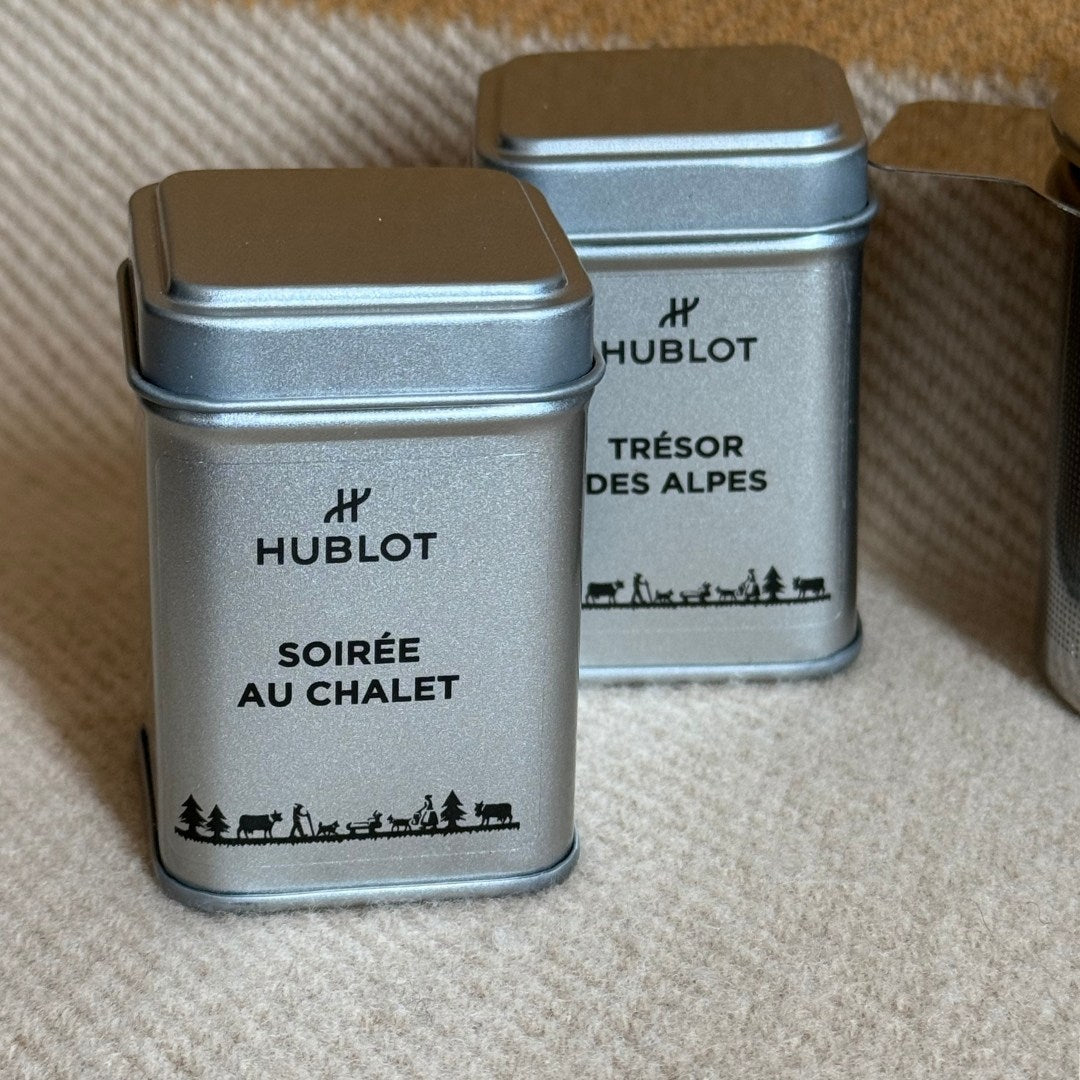 HUBLOT
SOIRÉE
AU CHALET
HUBLOT
TRÉSOR
DES ALPES